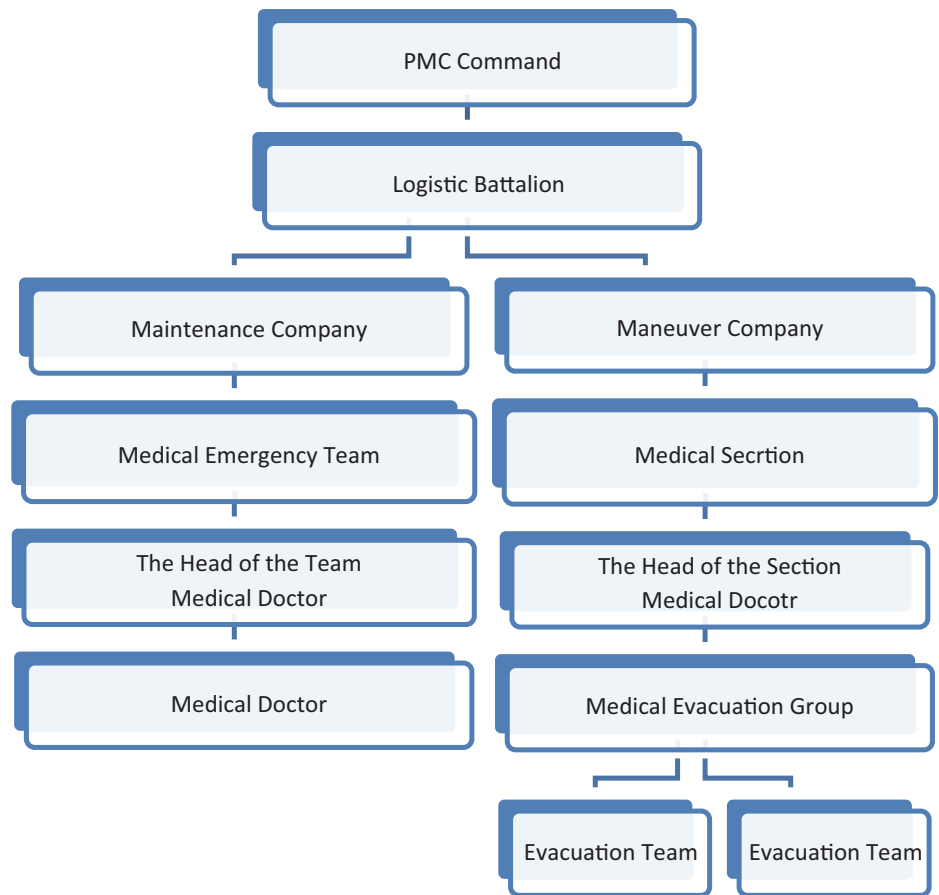 PMC Command
Logistic Battalion
Maintenance Company
Maneuver Company
Medical Emergency Team
Medical Secrtion
The Head of the Team
Medical Doctor
The Head of the Section
Medical Docotr
Medical Doctor
Medical Evacuation Group
Evacuation Team
Evacuation Team